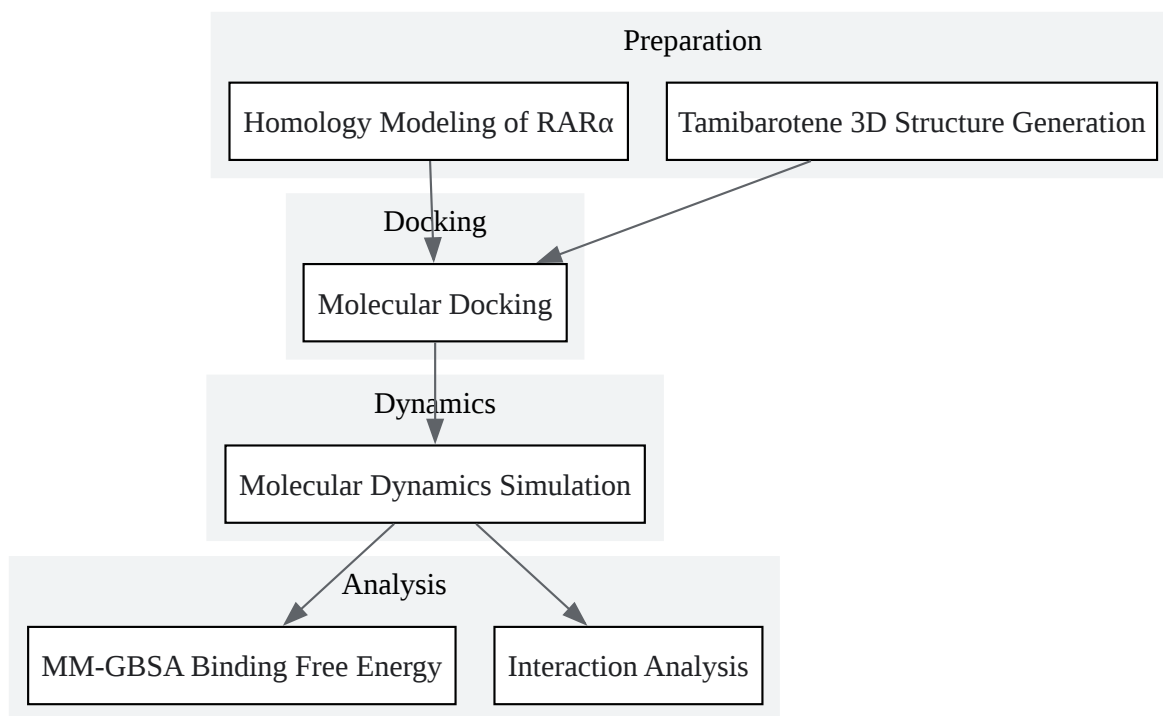 Preparation
Homology Modeling of RARα
Tamibarotene 3D Structure Generation
Docking
Molecular Docking
Dynamics
Molecular Dynamics Simulation
Analysis
MM-GBSA Binding Free Energy
Interaction Analysis